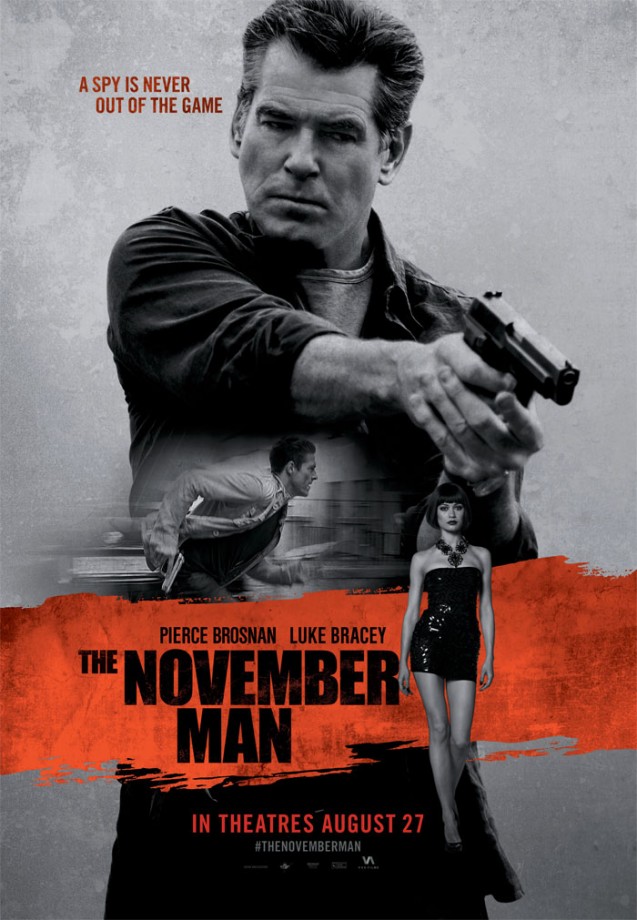 A SPY IS NEVER
OUT OF THE GAME
PIERCE BROSNAN LUKE BRACEY
THE NOVEMBER
MAN
IN THEATRES AUGUST 27
#THENOVEMBERMAN